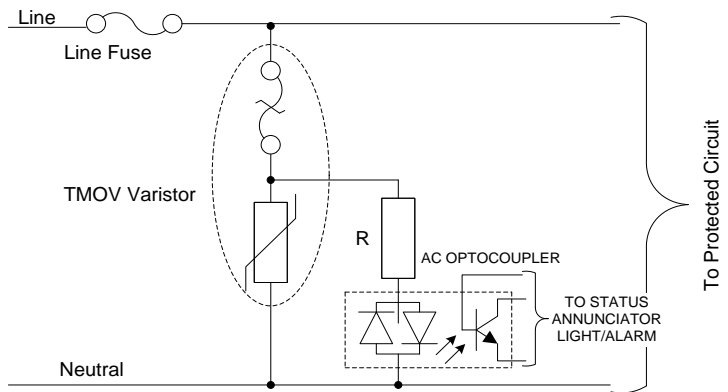 Line
Line Fuse
TMOV Varistor
R
AC OPTOCOUPLER
TO STATUS
ANNUNCIATOR
LIGHT/ALARM
Neutral
To Protected Circuit